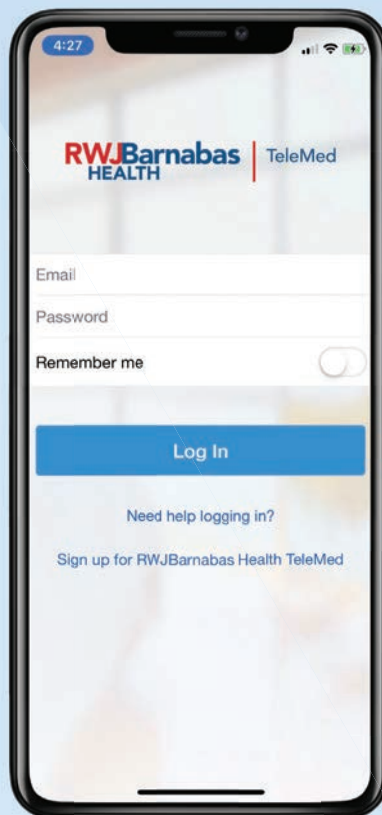 4:27
RWJBarnabas
HEALTH
TeleMed
Email
Password
Remember me
Log In
Need help logging in?
Sign up for RWJBarnabas Health TeleMed